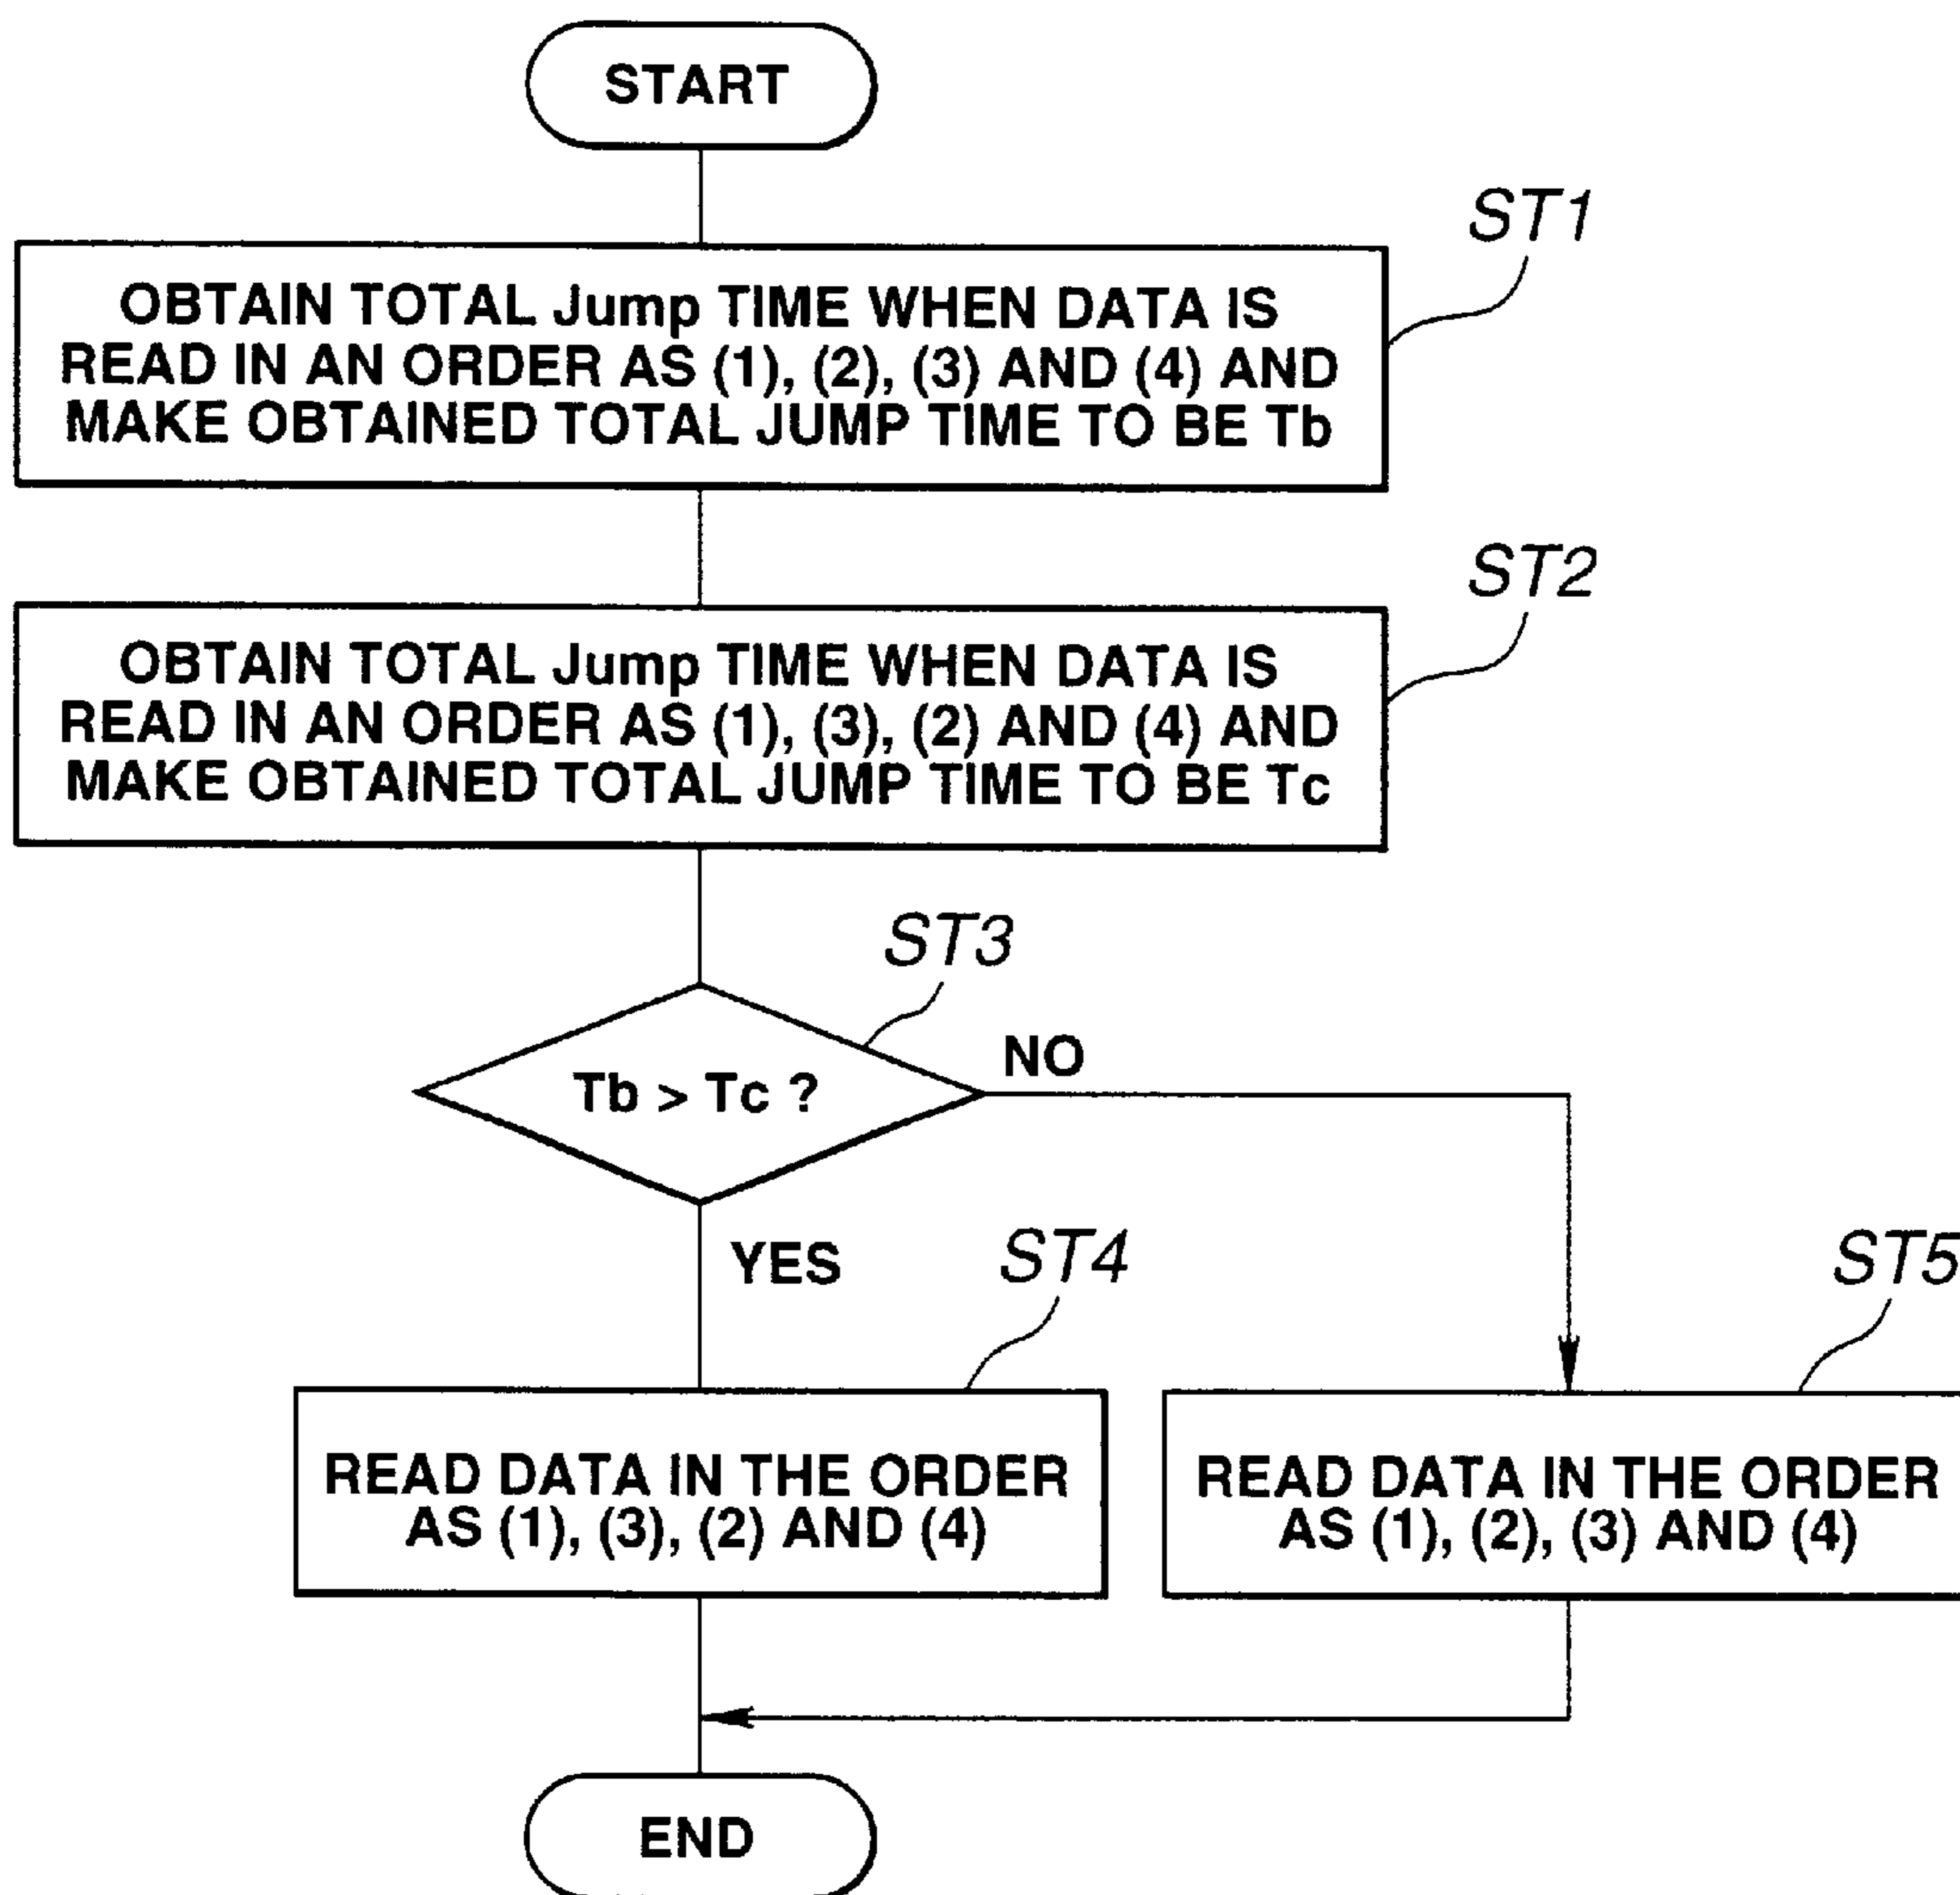 START
ST1
OBTAIN TOTAL Jump TIME WHEN DATA IS
READ IN AN ORDER AS (1), (2), (3) AND (4) AND
MAKE OBTAINED TOTAL JUMP TIME TO BE Tb
ST2
OBTAIN TOTAL Jump TIME WHEN DATA IS
READ IN AN ORDER AS (1), (3), (2) AND (4) AND
MAKE OBTAINED TOTAL JUMP TIME TO BE Tc
ST3
Tb > Tc ?
NO
YES
ST4
ST5
READ DATA IN THE ORDER
AS (1), (3), (2) AND (4)
READ DATA IN THE ORDER
AS (1), (2), (3) AND (4)
END